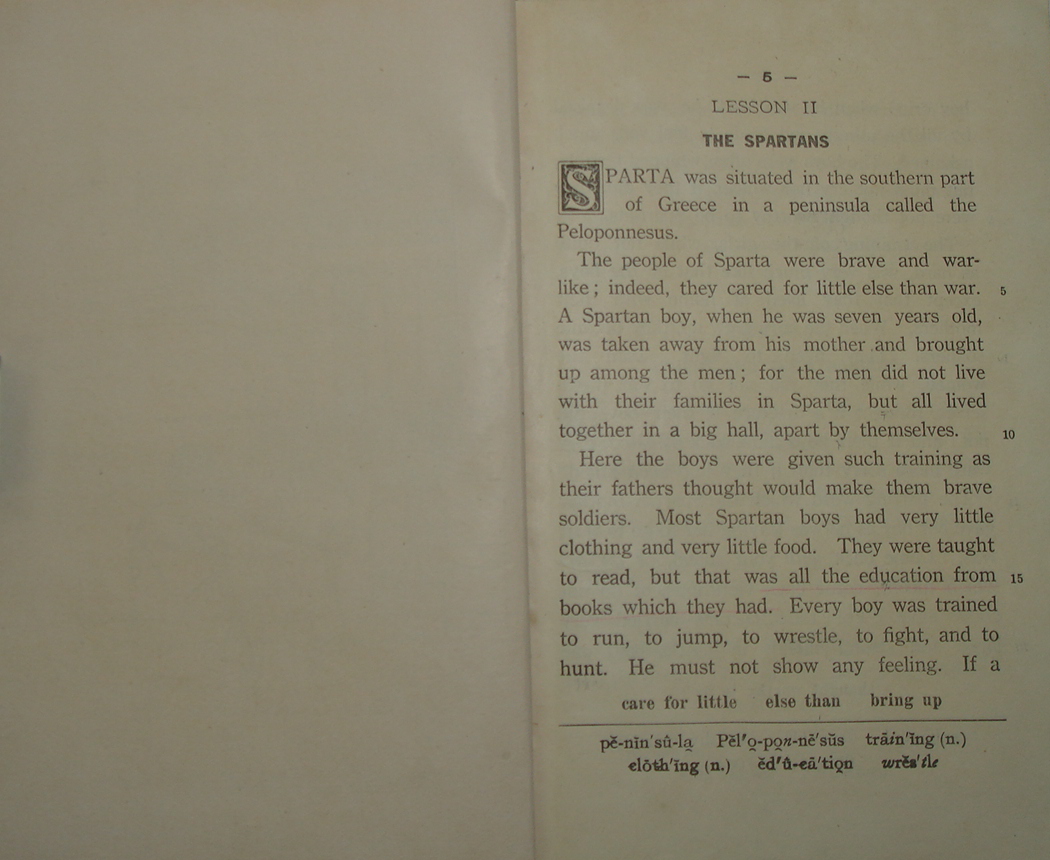 — 5 —
LESSON II
THE SPARTANS
SPARTA was situated in the southern part
of Greece in a peninsula called the
Peloponnesus.
The people of Sparta were brave and war-
like; indeed, they cared for little else than war. 5
A Spartan boy, when he was seven years old,
was taken away from his mother and brought
up among the men; for the men did not live
with their families in Sparta, but all lived
together in a big hall, apart by themselves. 10
Here the boys were given such training as
their fathers thought would make them brave
soldiers. Most Spartan boys had very little
clothing and very little food. They were taught
to read, but that was all the education from 15
books which they had. Every boy was trained
to run, to jump, to wrestle, to fight, and to
hunt. He must not show any feeling. If a
care for little else than bring up
pĕ-nĭn′sû-lạ Pĕl′o̤-po̤n-nē′sŭs trāin′ĭng (n.)
clōth′ĭng (n.) ĕd′û-cā′tio̤n wrĕs′tle